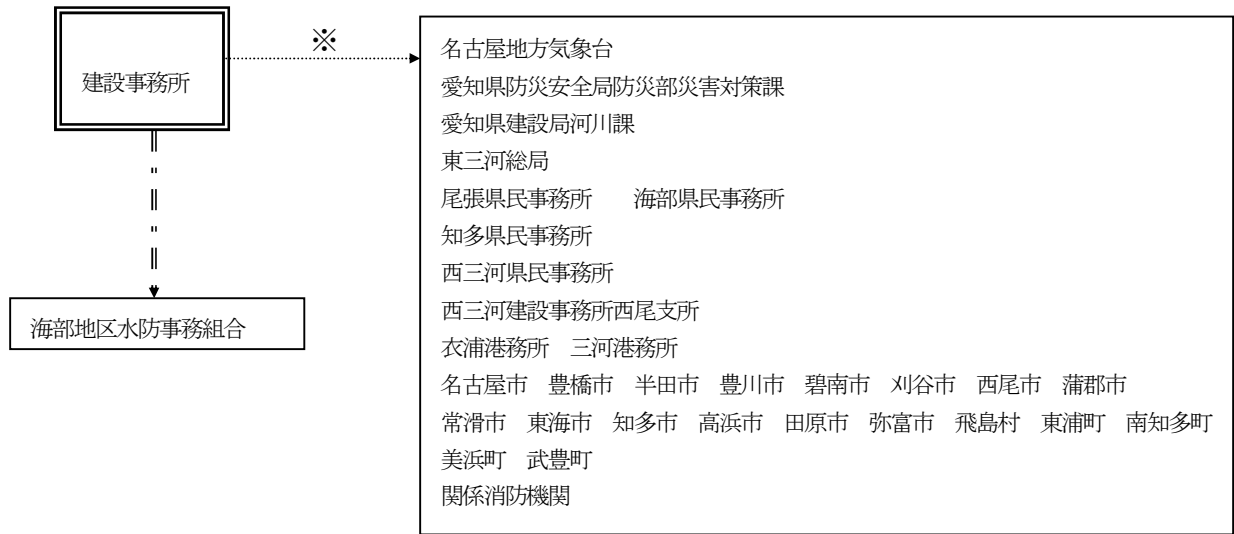 建設事務所
※
名古屋地方気象台
愛知県防災安全局防災部災害対策課
愛知県建設局河川課
東三河総局
尾張県民事務所　　海部県民事務所
知多県民事務所
西三河県民事務所
西三河建設事務所西尾支所
衣浦港務所　三河港務所
名古屋市　豊橋市　半田市　豊川市　碧南市　刈谷市　西尾市　蒲郡市
常滑市　東海市　知多市　高浜市　田原市　弥富市　飛島村　東浦町　南知多町
美浜町　武豊町
関係消防機関
海部地区水防事務組合